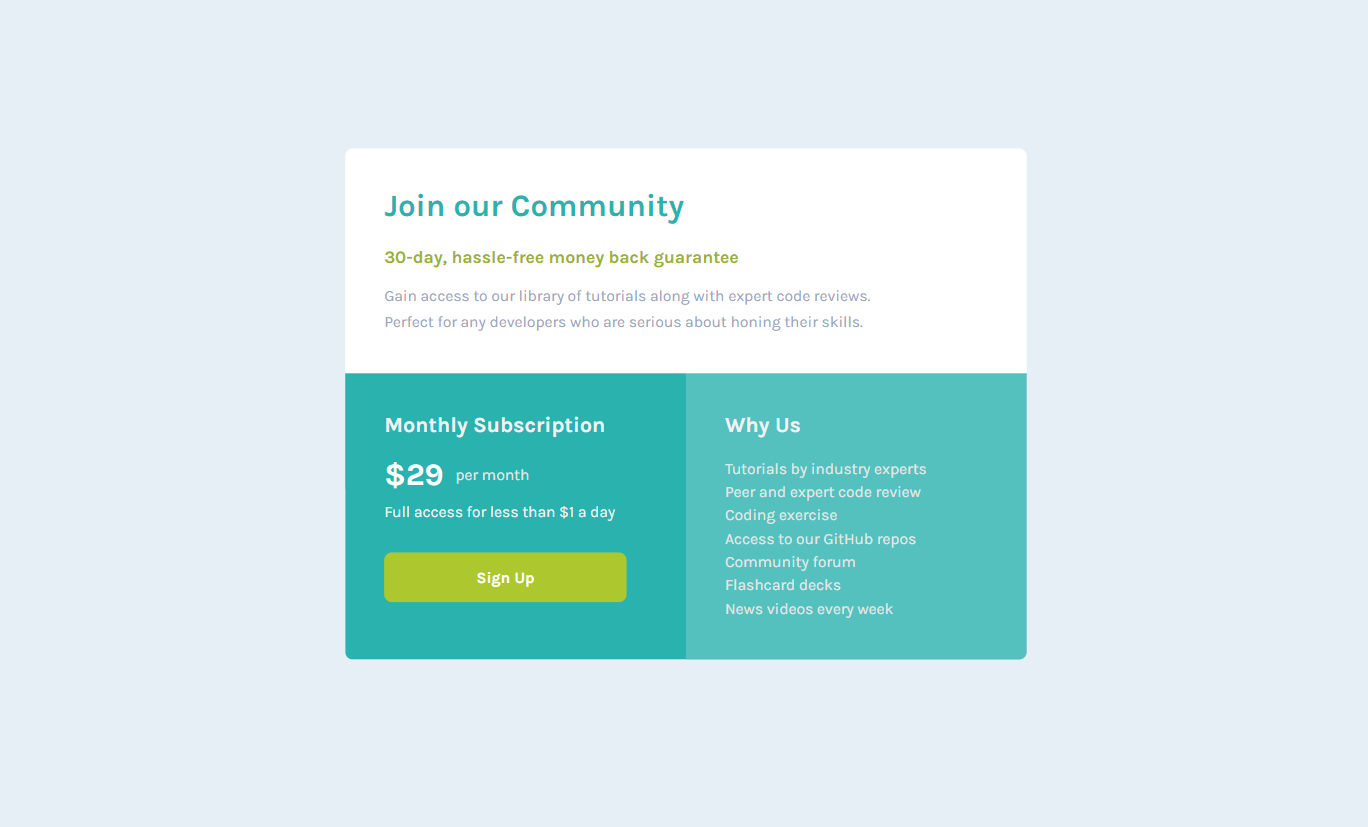 Join our Community
30-day, hassle-free money back guarantee
Gain access to our library of tutorials along with expert code reviews.
Perfect for any developers who are serious about honing their skills.
Monthly Subscription
$29 per month
Full access for less than $1 a day
Sign Up
Why Us
Tutorials by industry experts
Peer and expert code review
Coding exercise
Access to our GitHub repos
Community forum
Flashcard decks
News videos every week